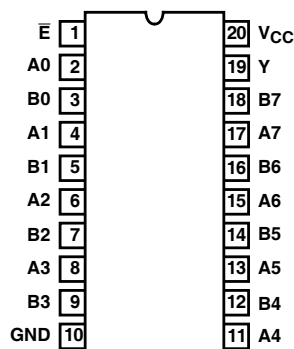 E̅ 1 20 VCC
A0 2 19 Y
B0 3 18 B7
A1 4 17 A7
B1 5 16 B6
A2 6 15 A6
B2 7 14 B5
A3 8 13 A5
B3 9 12 B4
GND 10 11 A4